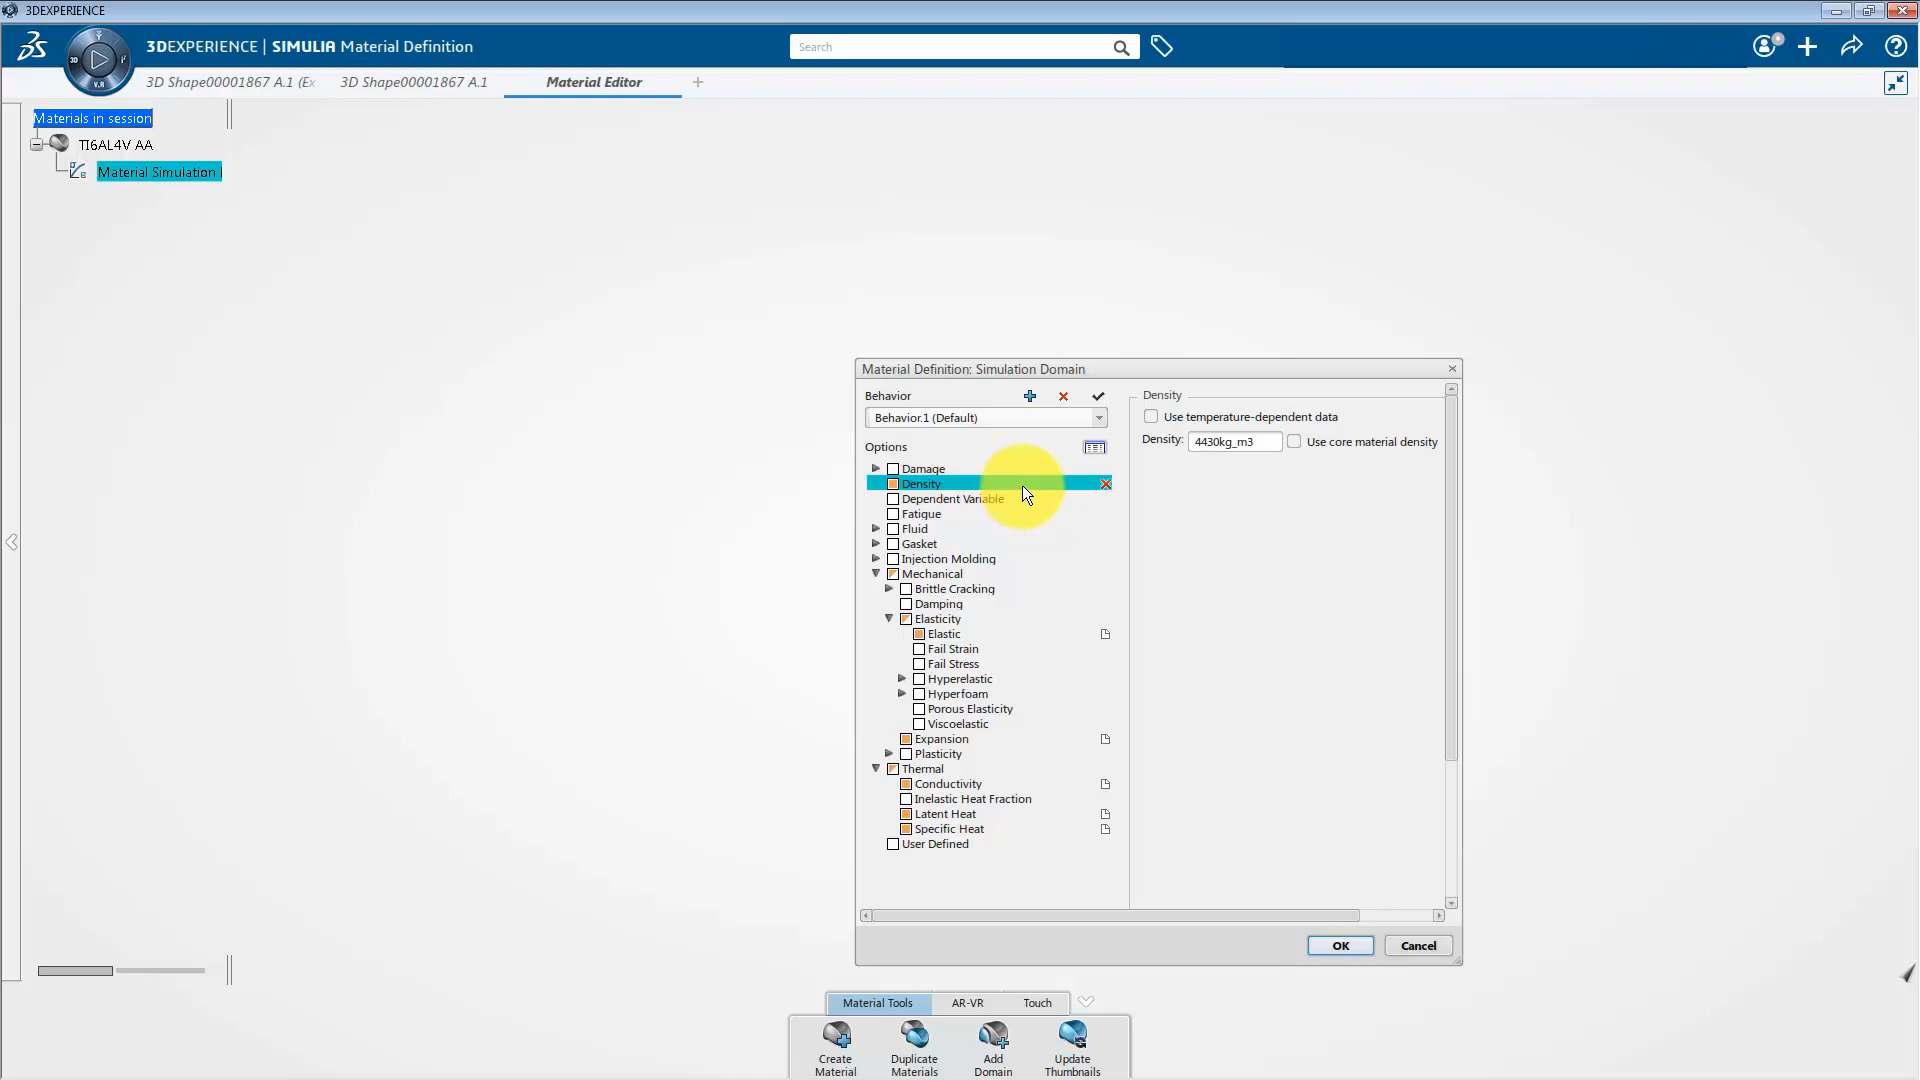 3DEXPERIENCE
3DEXPERIENCE | SIMULIA Material Definition
Search
3D
V.R
3D Shape00001867 A.1 (Ex
3D Shape00001867 A.1
Material Editor
Materials in session
TI6AL4V AA
Material Simulation
Material Definition: Simulation Domain
Behavior
Behavior.1 (Default)
Options
Damage
Density
Dependent Variable
Fatigue
Fluid
Gasket
Injection Molding
Mechanical
Brittle Cracking
Damping
Elasticity
Elastic
Fail Strain
Fail Stress
Hyperelastic
Hyperfoam
Porous Elasticity
Viscoelastic
Expansion
Plasticity
Thermal
Conductivity
Inelastic Heat Fraction
Latent Heat
Specific Heat
User Defined
Density
Use temperature-dependent data
Density: 4430kg_m3 Use core material density
OK Cancel
Material Tools AR-VR Touch
Create Material
Duplicate Materials
Add Domain
Update Thumbnails